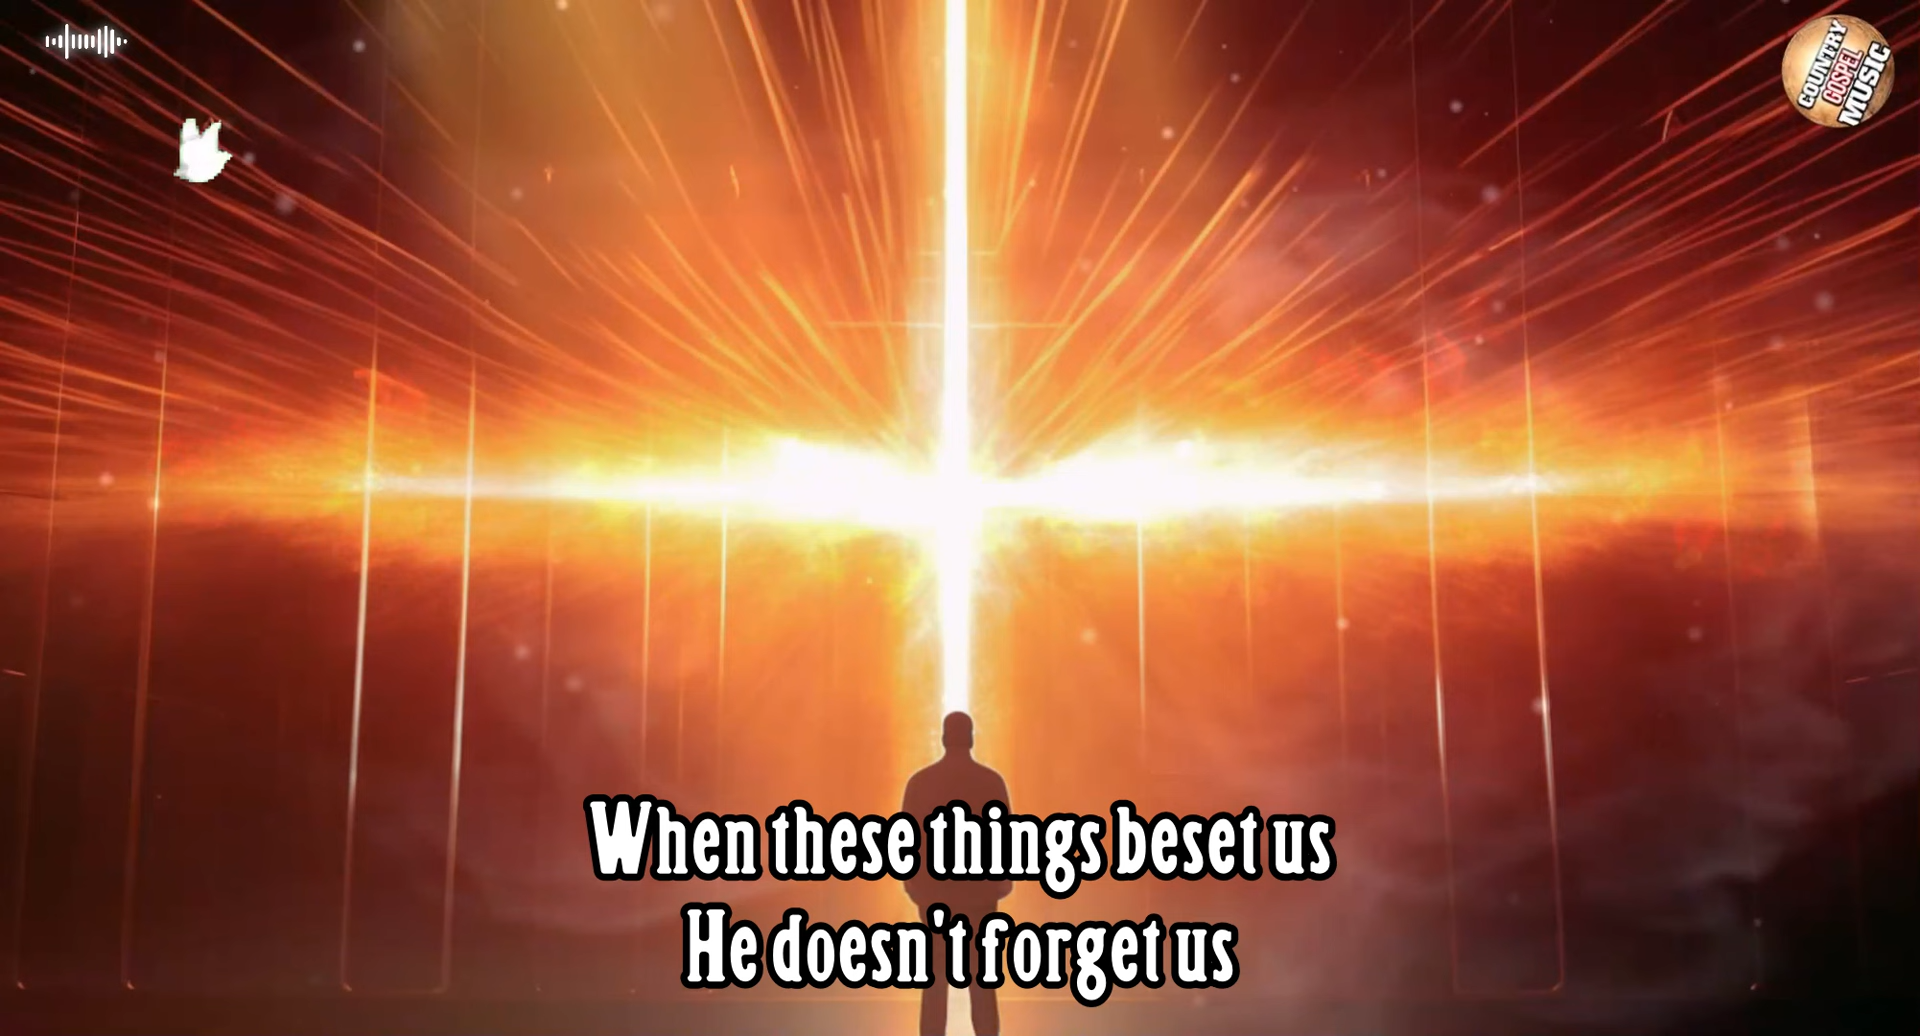 COUNTRY
GOSPEL
MUSIC
When these things beset us
He doesn't forget us